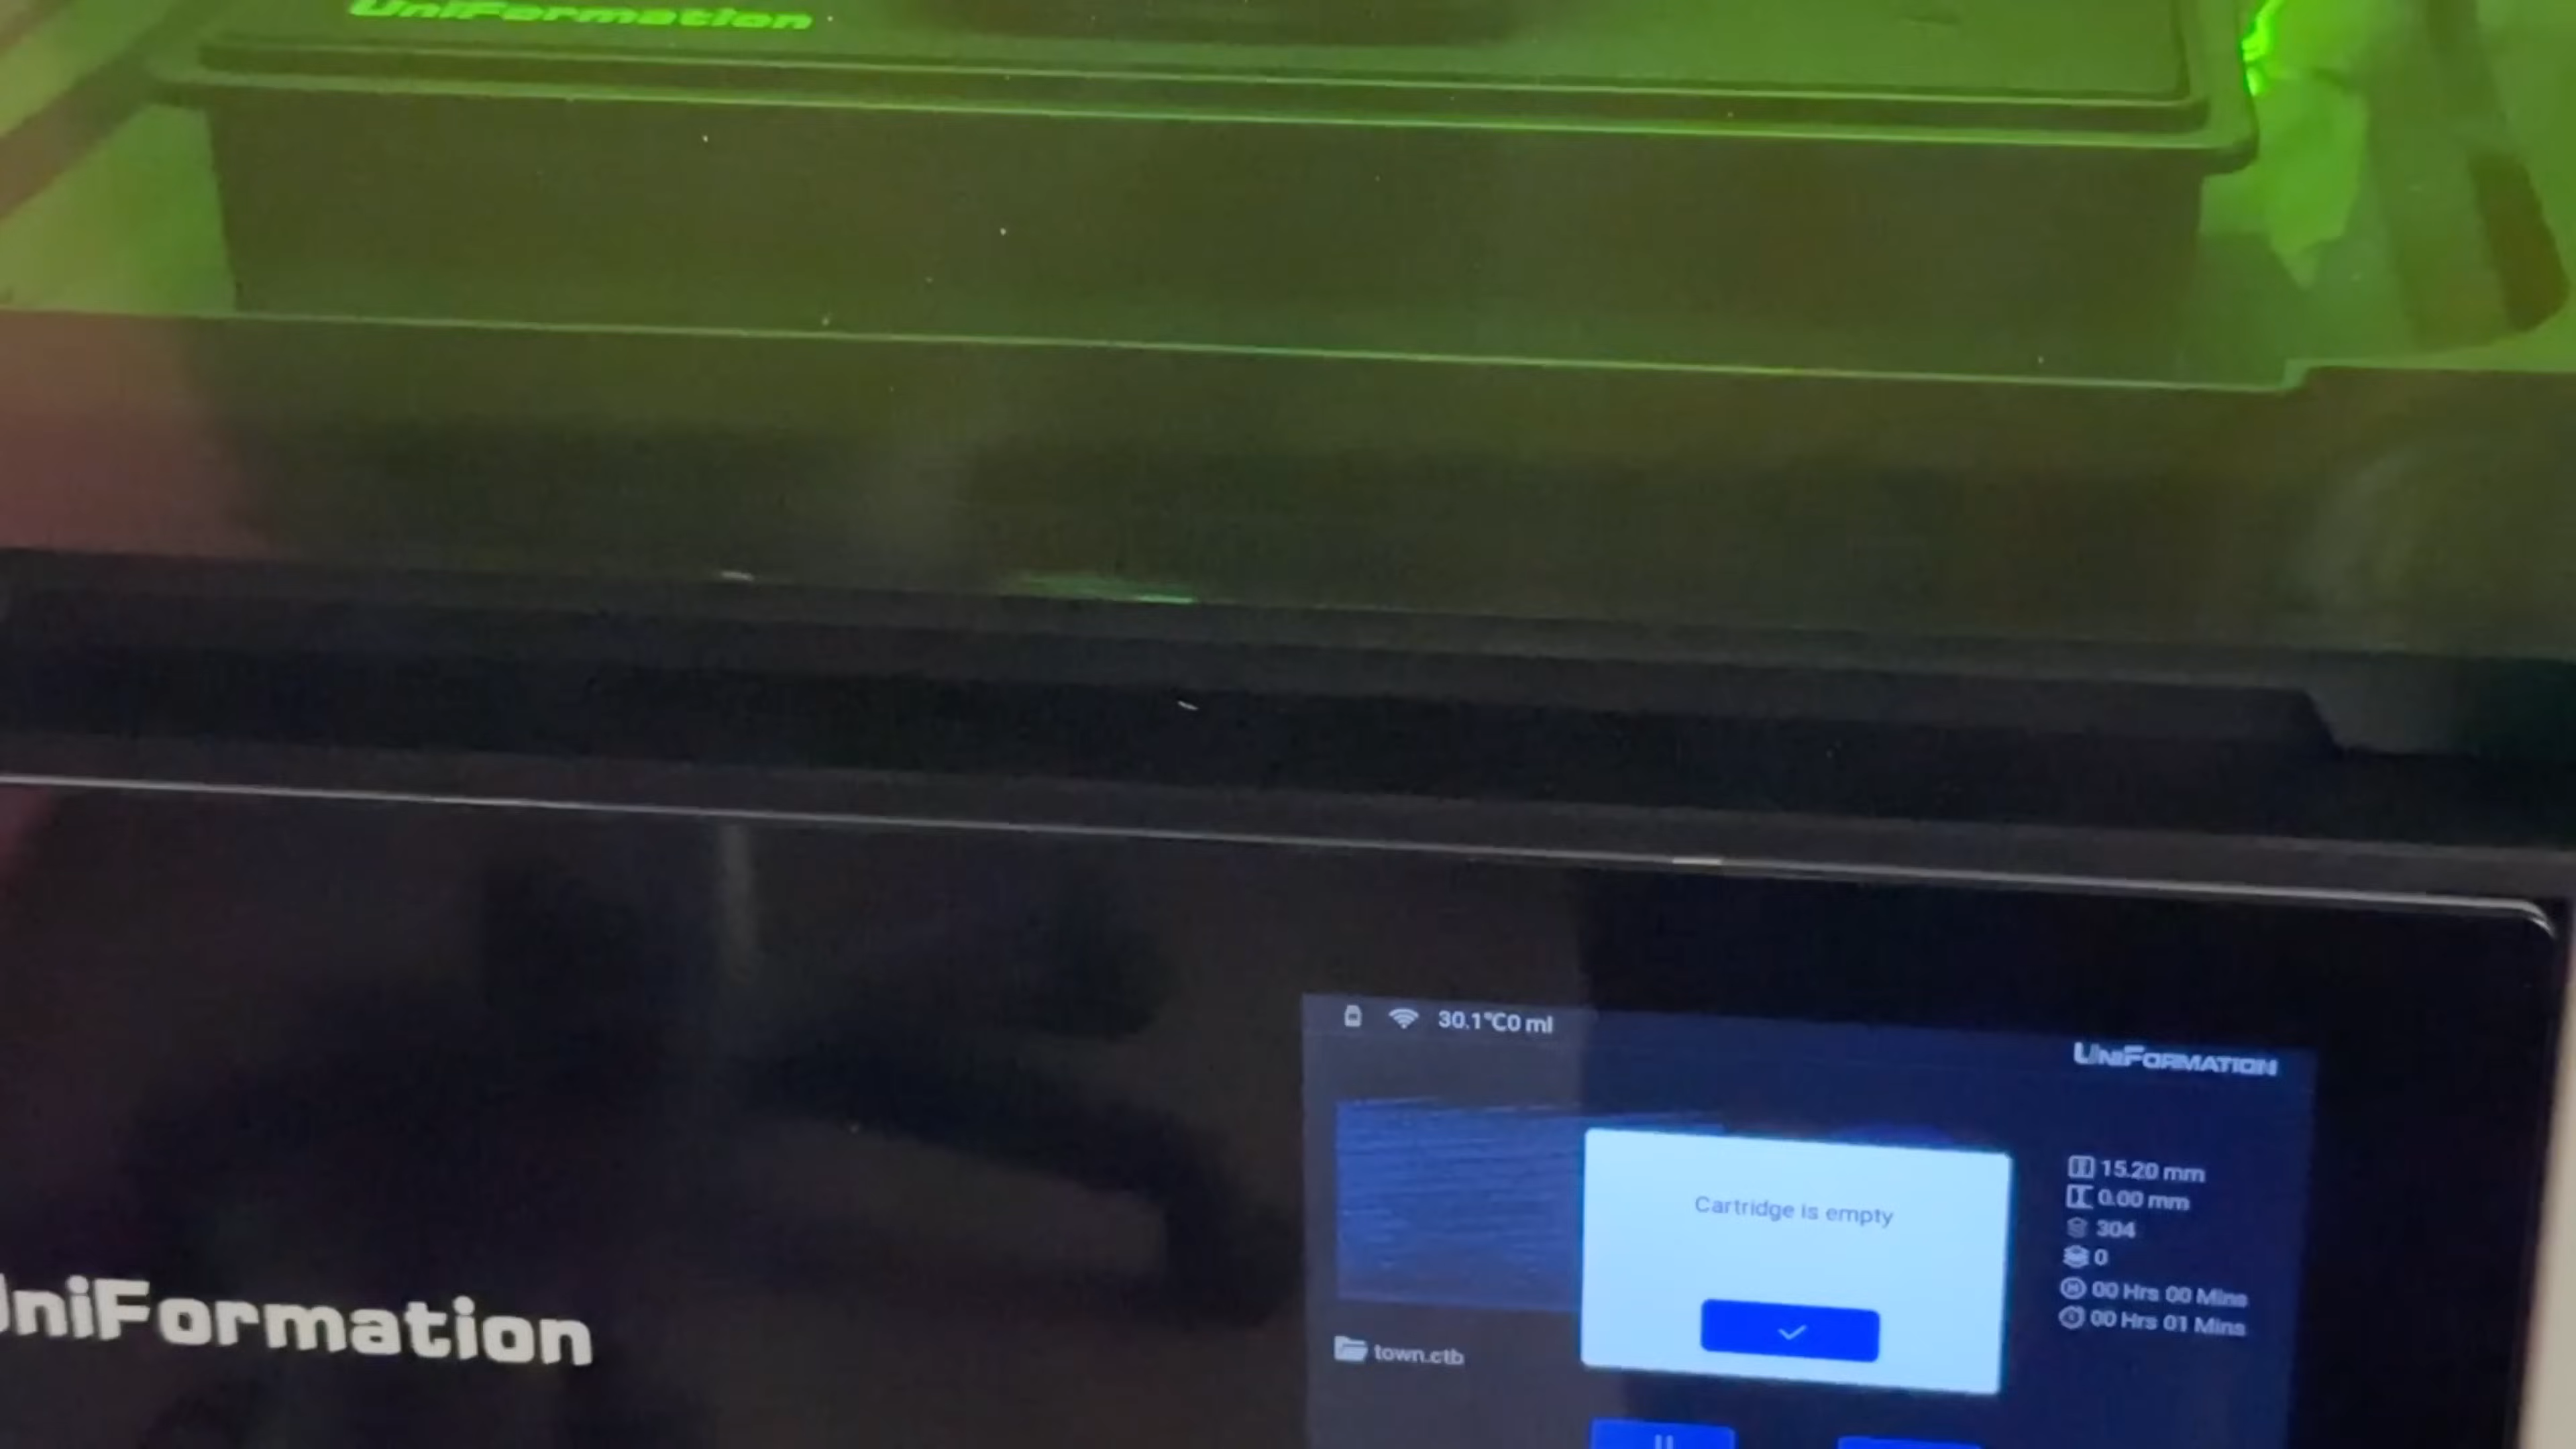 UniFormation
30.1°C0 ml
UNIFORMATION
15.20 mm
0.00 mm
304
0
00 Hrs 00 Mins
00 Hrs 01 Mins
Cartridge is empty
town.ctb
UniFormation